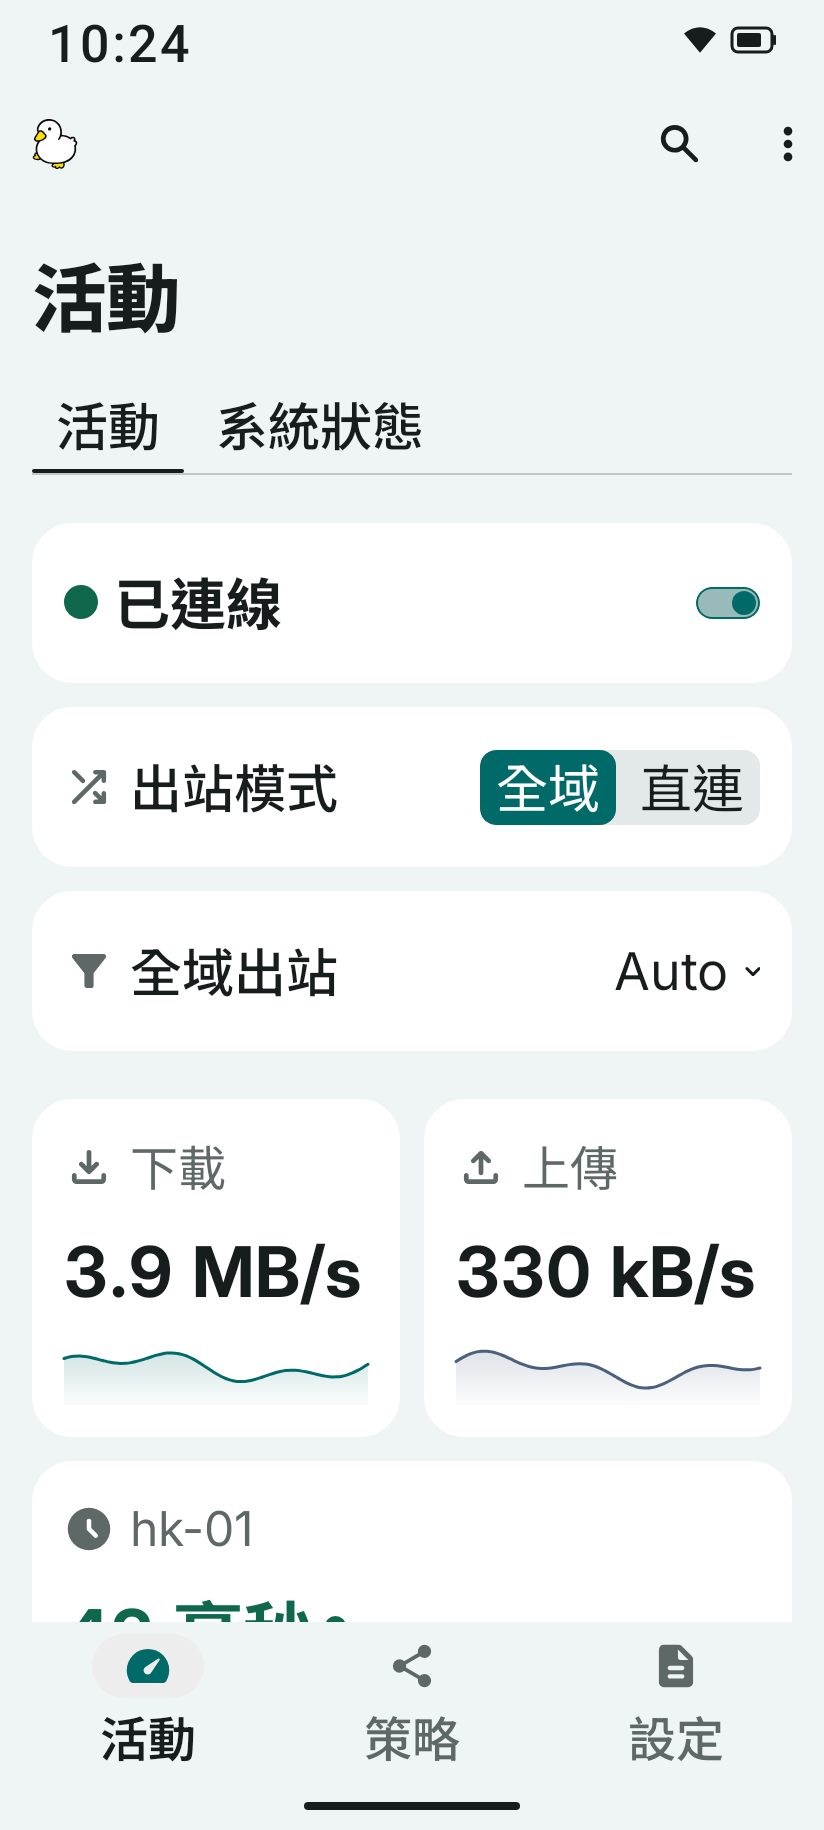 10:24
活動
活動 系統狀態
已連線
出站模式 全域 直連
全域出站 Auto
下載
3.9 MB/s
上傳
330 kB/s
hk-01
活動 策略 設定